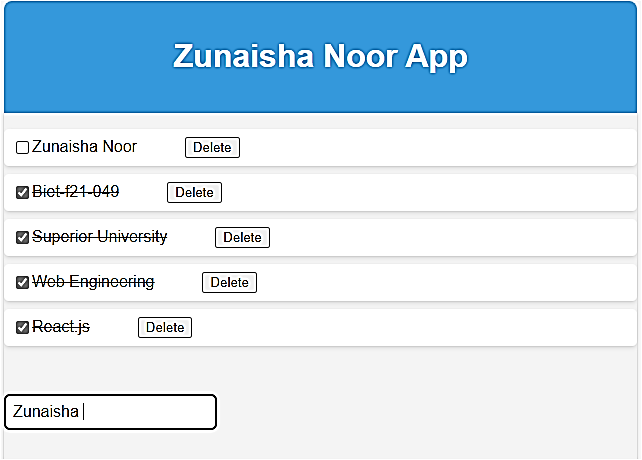 Zunaisha Noor App
Zunaisha Noor Delete
Biet-f21-049 Delete
Superior University Delete
Web Engineering Delete
React.js Delete
Zunaisha